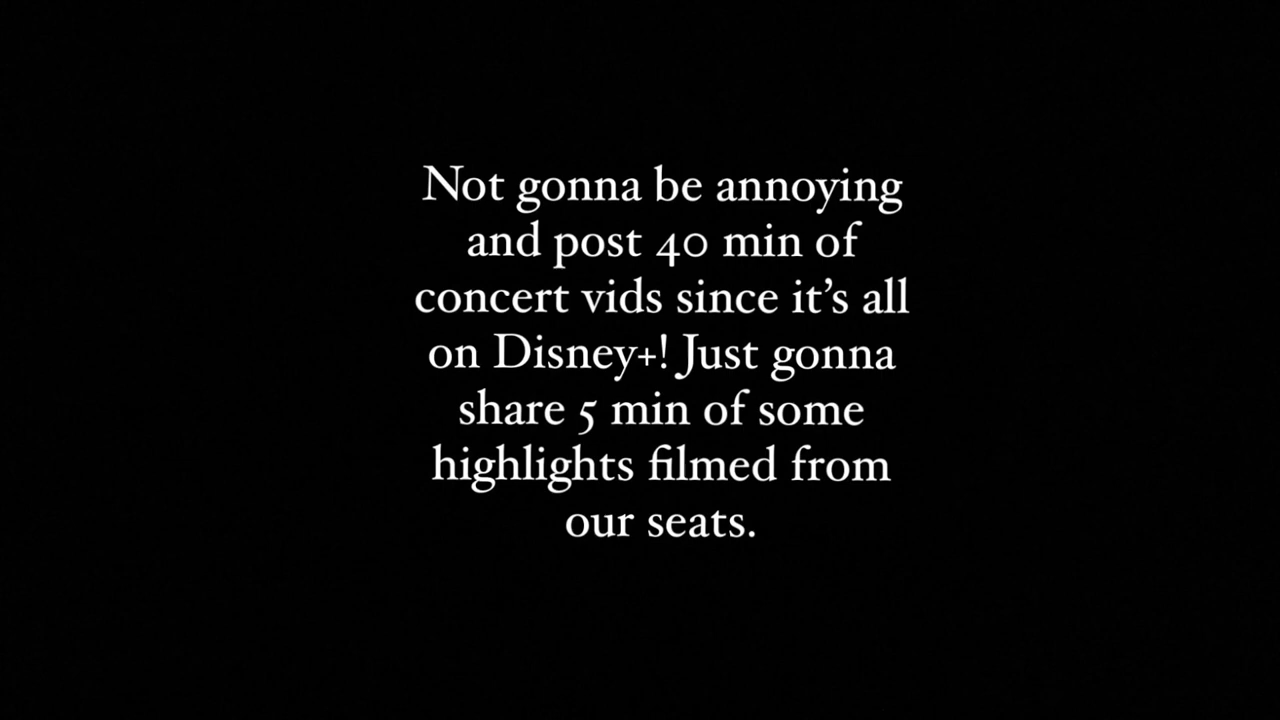 Not gonna be annoying
and post 40 min of
concert vids since it’s all
on Disney+! Just gonna
share 5 min of some
highlights filmed from
our seats.